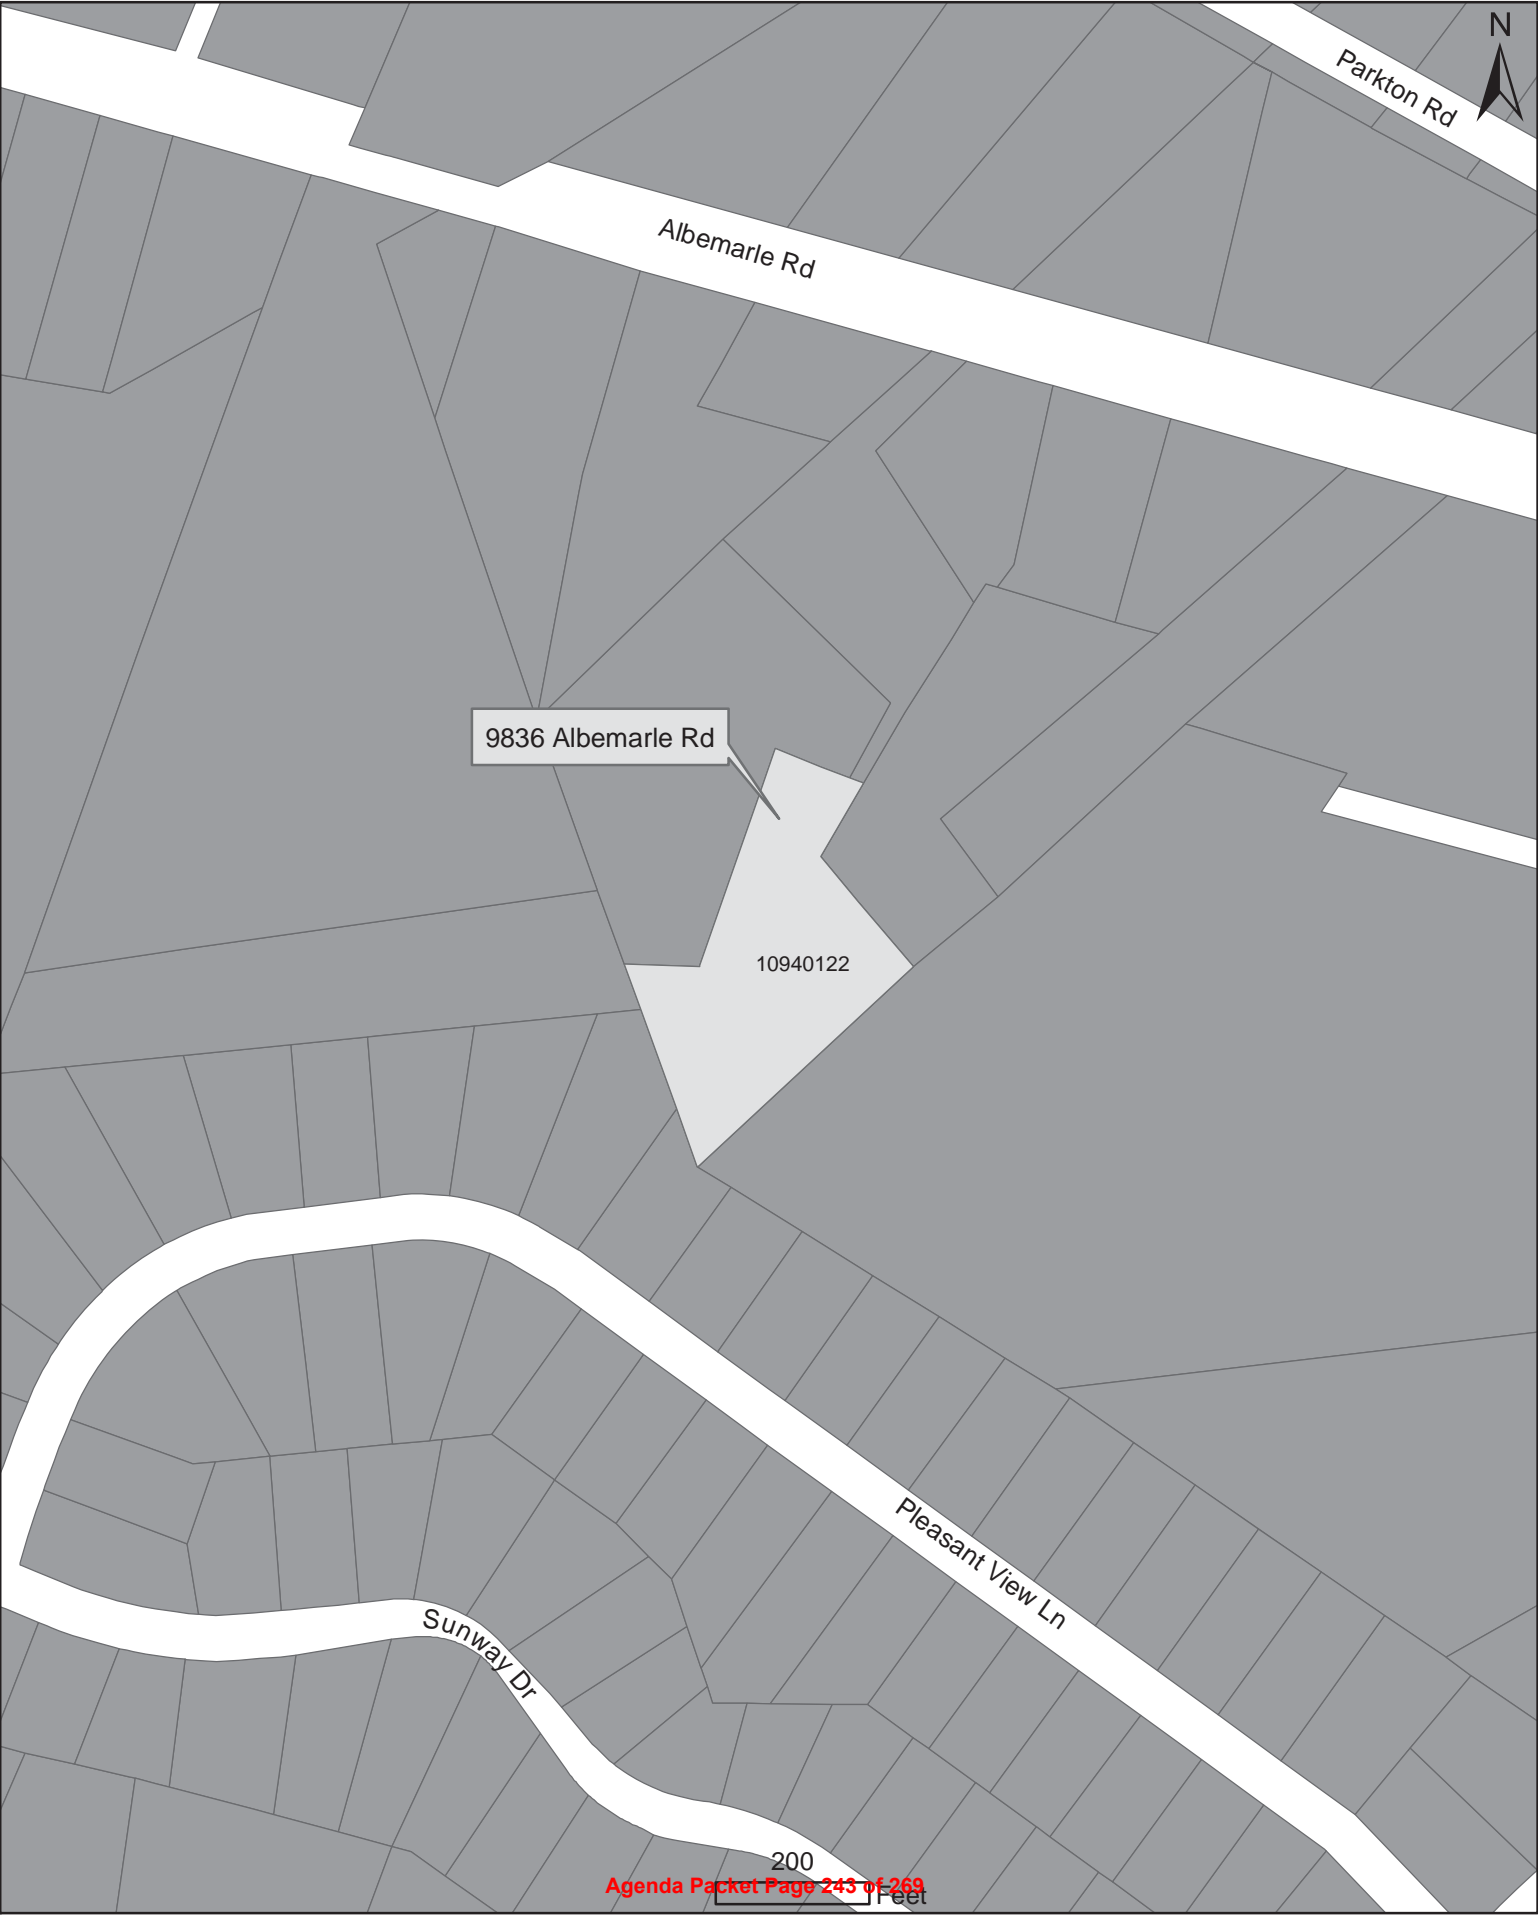 N
Parkton Rd
Albemarle Rd
9836 Albemarle Rd
10940122
Pleasant View Ln
Sunway Dr
200
Agenda Packet Page 243 of 269
Feet